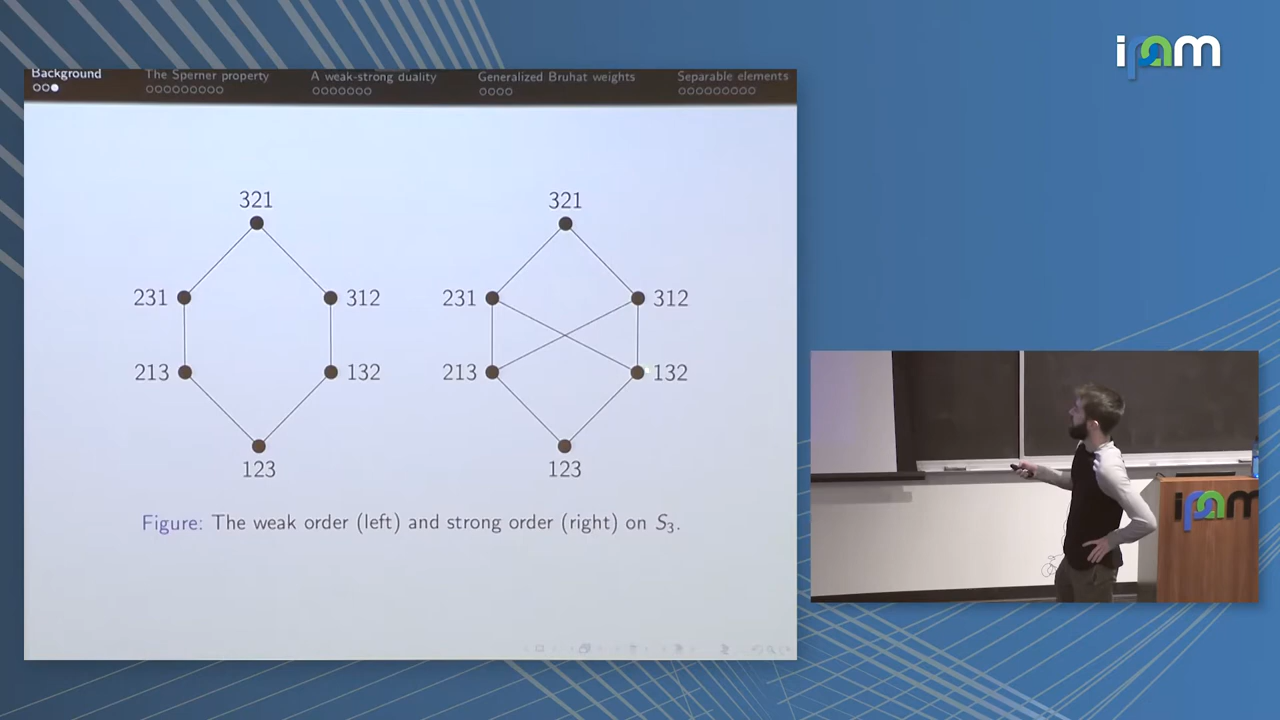 ipam
Background The Sperner property A weak-strong duality Generalized Bruhat weights Separable elements
321 321
231 312 231 312
213 132 213 132
123 123
Figure: The weak order (left) and strong order (right) on S₃.
ipam